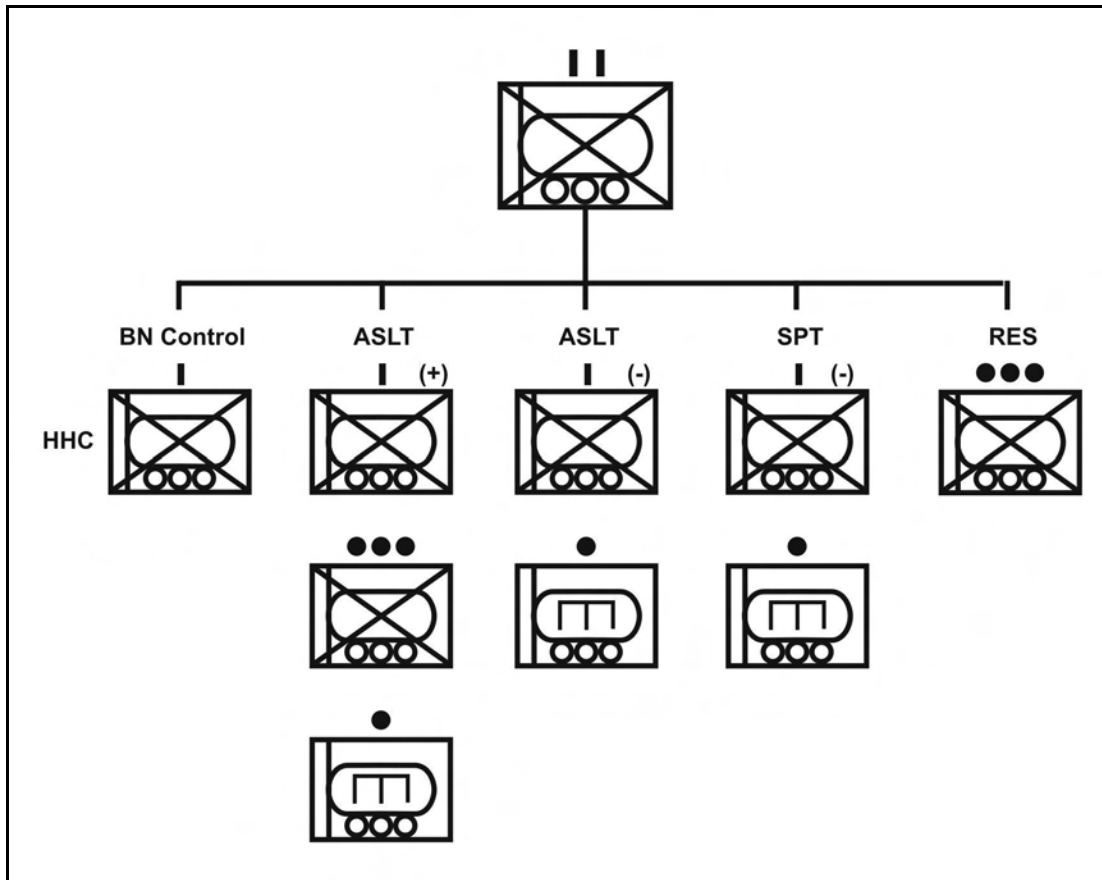 BN Control
ASLT
ASLT
SPT
RES
(+)
(-)
(-)
HHC